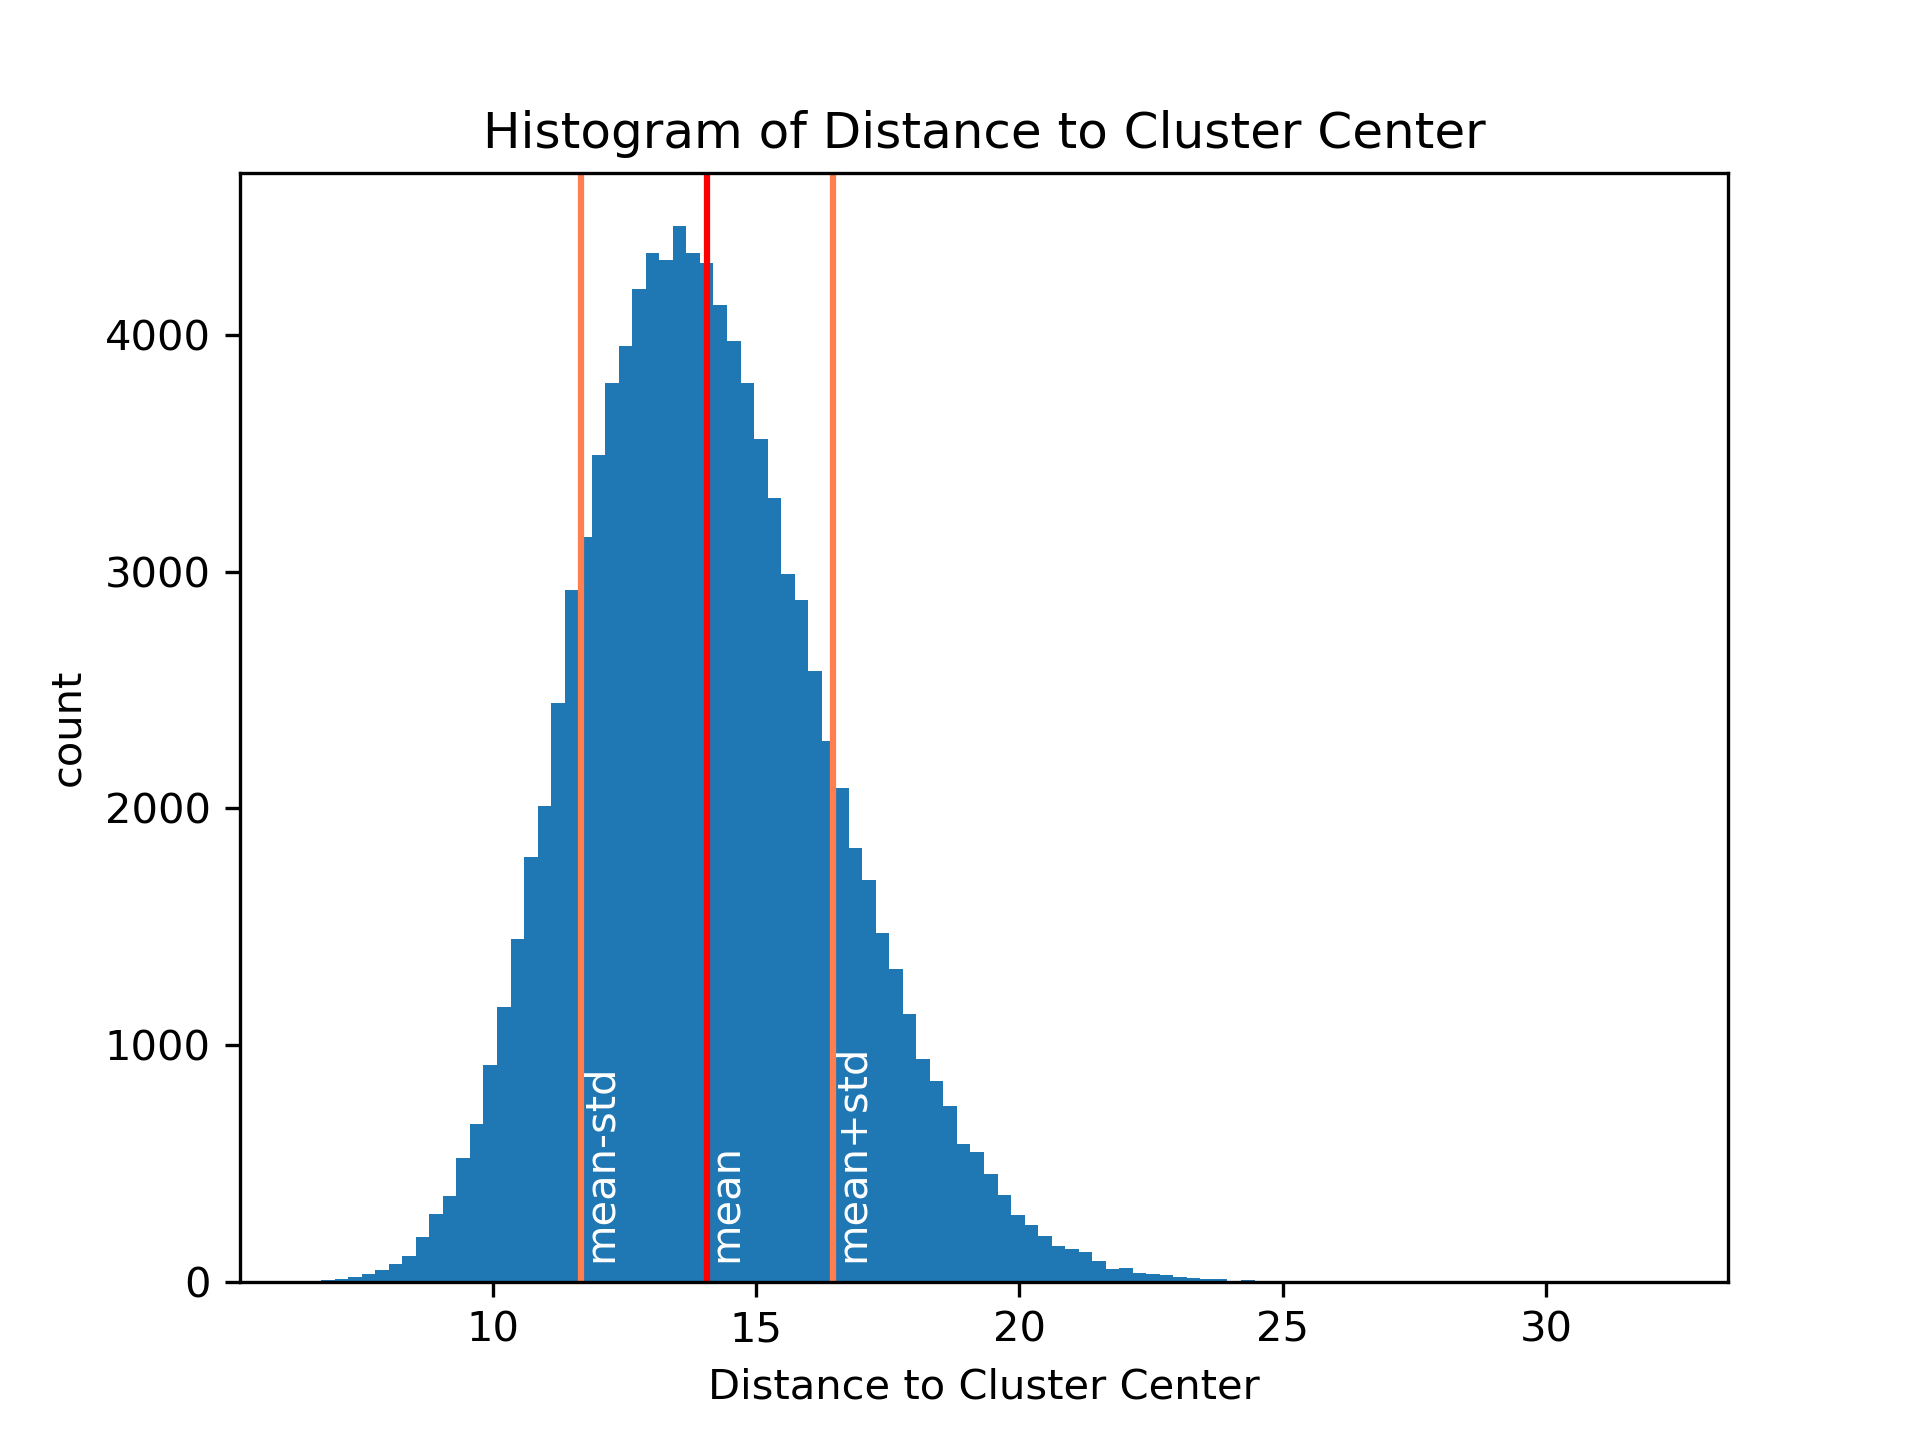 Histogram of Distance to Cluster Center
4000
3000
2000
1000
0
count
mean-std
mean
mean+std
10 15 20 25 30
Distance to Cluster Center